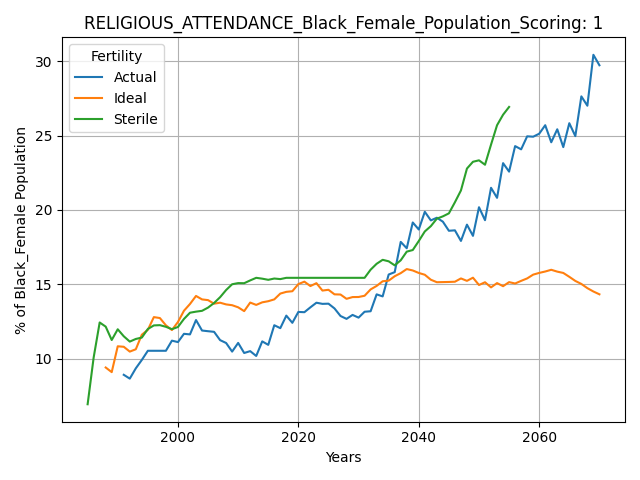 RELIGIOUS_ATTENDANCE_Black_Female_Population_Scoring: 1
Fertility
Actual
Ideal
Sterile
% of Black_Female Population
30
25
20
15
10
2000 2020 2040 2060
Years